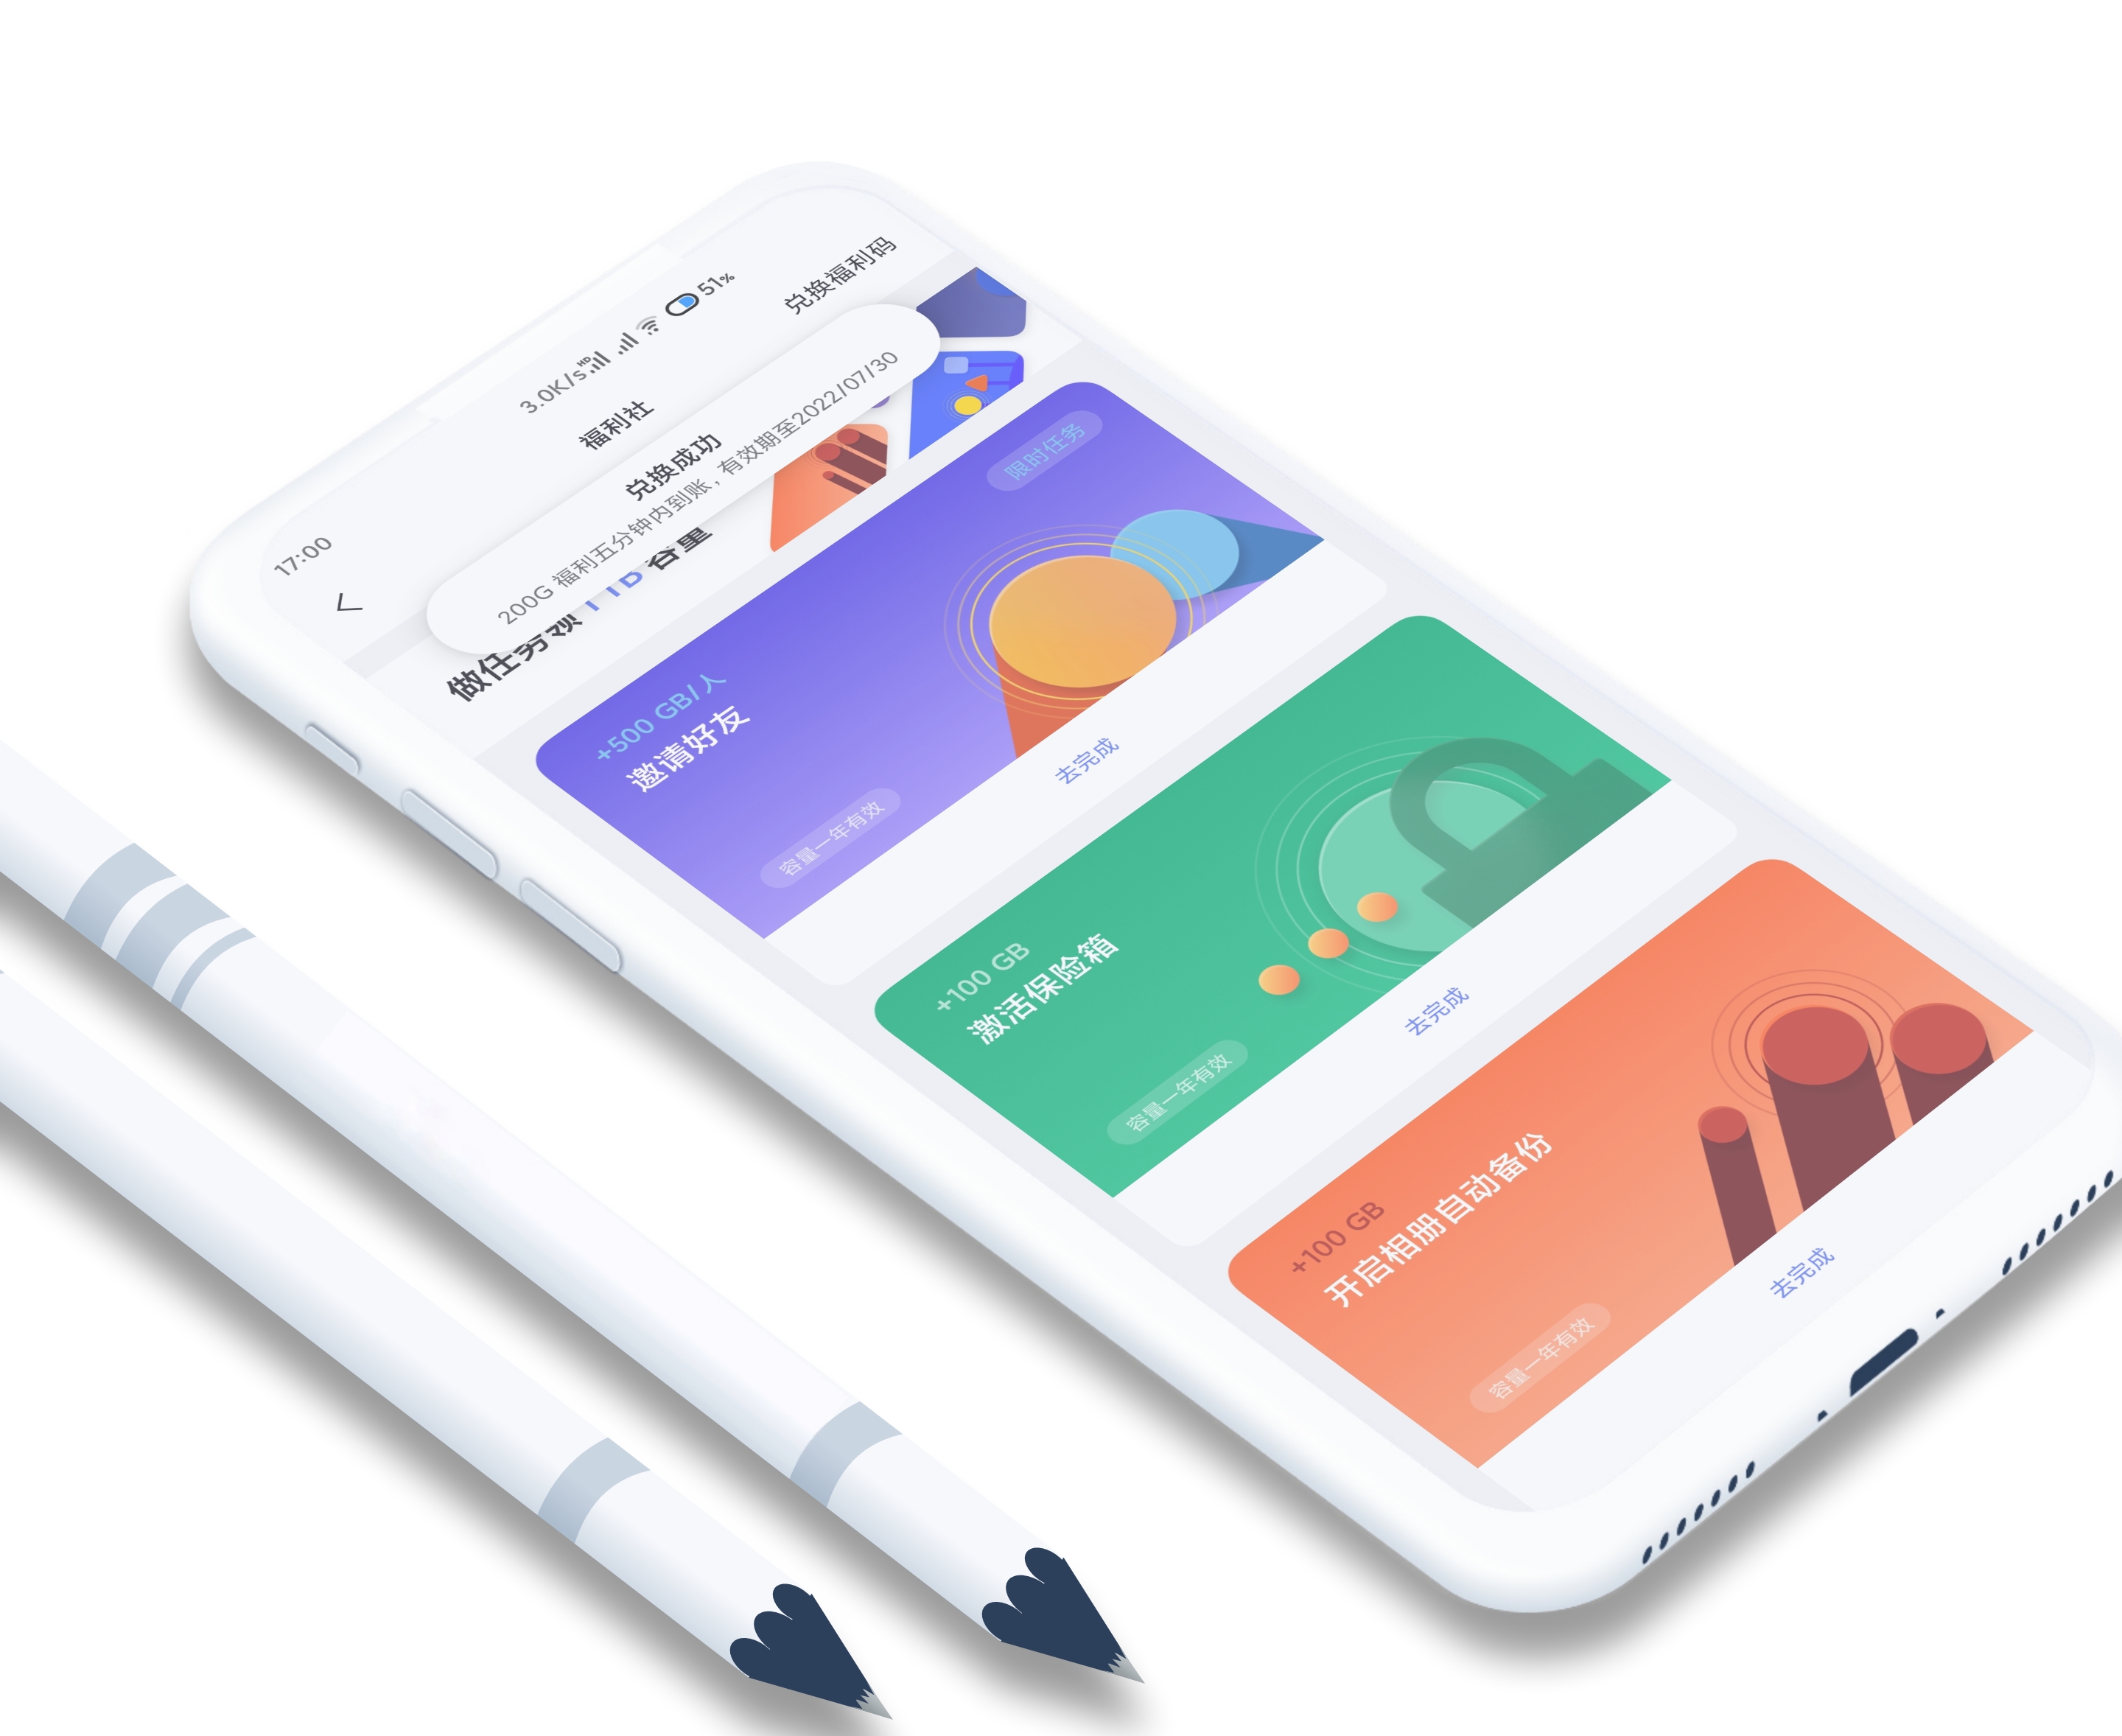 17:00
3.0K/s HD 51%
福利社
兑换福利码
兑换成功
200G 福利五分钟内到账，有效期至2022/07/30
做任务领 1TB 容量
限时任务
+500 GB/人
邀请好友
容量一年有效
去完成
+100 GB
激活保险箱
容量一年有效
去完成
+100 GB
开启相册自动备份
容量一年有效
去完成